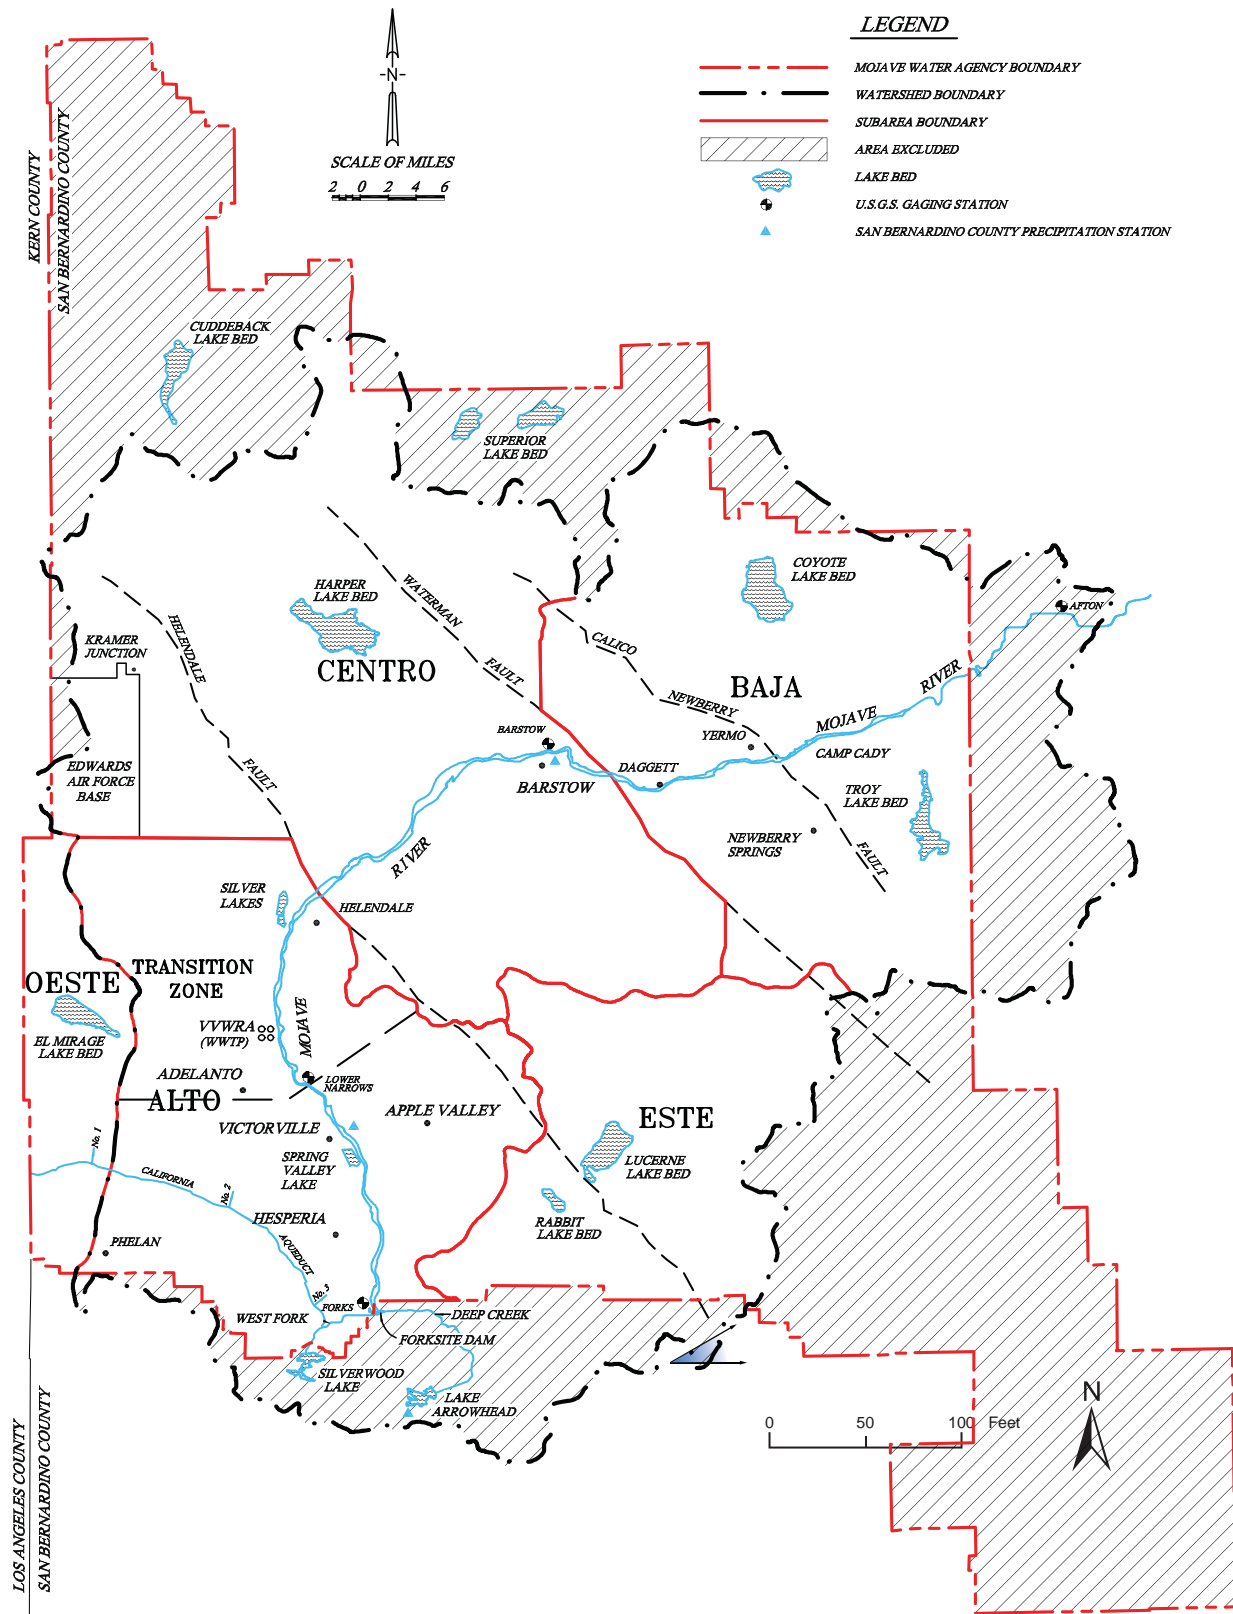 LEGEND
MOJAVE WATER AGENCY BOUNDARY
WATERSHED BOUNDARY
SUBAREA BOUNDARY
AREA EXCLUDED
LAKE BED
U.S.G.S. GAGING STATION
SAN BERNARDINO COUNTY PRECIPITATION STATION
-N-
SCALE OF MILES
2 0 2 4 6
KERN COUNTY
SAN BERNARDINO COUNTY
CUDDEBACK
LAKE BED
SUPERIOR
LAKE BED
COYOTE
LAKE BED
HARPER
LAKE BED
WATERMAN
FAULT
HELENDALE
FAULT
CALICO
NEWBERRY
FAULT
AFTON
KRAMER
JUNCTION
CENTRO
BAJA
MOJAVE
RIVER
BARSTOW
YERMO
CAMP CADY
DAGGETT
BARSTOW
EDWARDS
AIR FORCE
BASE
TROY
LAKE BED
NEWBERRY
SPRINGS
RIVER
SILVER
LAKES
HELENDALE
OESTE
TRANSITION
ZONE
EL MIRAGE
LAKE BED
VVWRA
(WWTP)
MOJAVE
ADELANTO
LOWER
NARROWS
ALTO
APPLE VALLEY
ESTE
VICTORVILLE
No. 1
SPRING
VALLEY
LAKE
LUCERNE
LAKE BED
CALIFORNIA
No. 2
HESPERIA
RABBIT
LAKE BED
PHELAN
AQUEDUCT
No. 3
FORKS
WEST FORK
DEEP CREEK
FORKSITE DAM
SILVERWOOD
LAKE
LAKE
ARROWHEAD
N
0 50 100 Feet
LOS ANGELES COUNTY
SAN BERNARDINO COUNTY